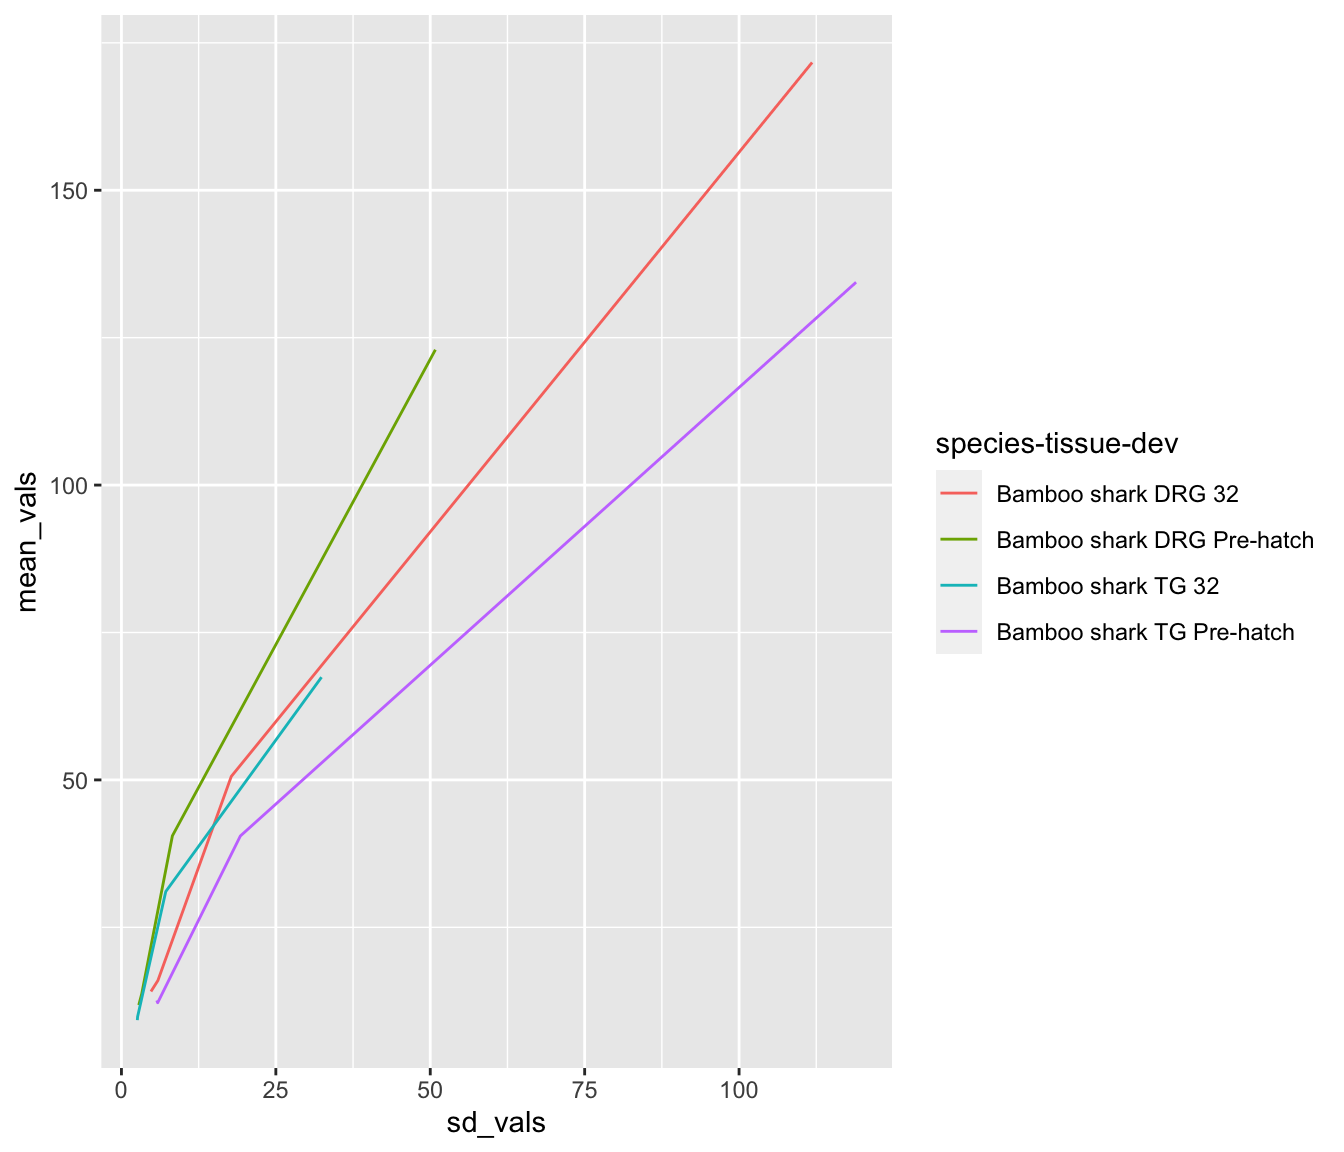 mean_vals
150
100
50
0
25
50
75
100
sd_vals
species-tissue-dev
Bamboo shark DRG 32
Bamboo shark DRG Pre-hatch
Bamboo shark TG 32
Bamboo shark TG Pre-hatch